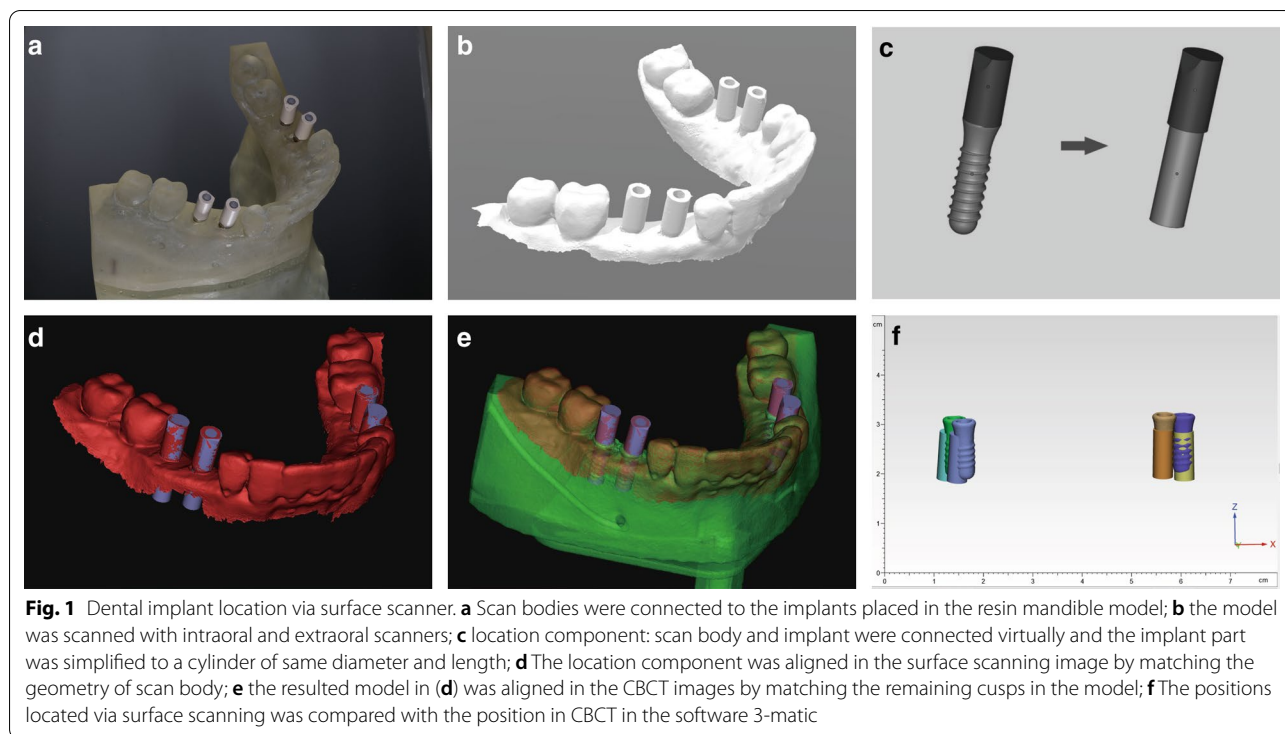 a
b
c
d
e
f
cm
5
4
3
2
1
0
Z
X
Y
0
1
2
3
4
5
6
7
cm
Fig. 1 Dental implant location via surface scanner. a Scan bodies were connected to the implants placed in the resin mandible model; b the model
was scanned with intraoral and extraoral scanners; c location component: scan body and implant were connected virtually and the implant part
was simplified to a cylinder of same diameter and length; d The location component was aligned in the surface scanning image by matching the
geometry of scan body; e the resulted model in (d) was aligned in the CBCT images by matching the remaining cusps in the model; f The positions
located via surface scanning was compared with the position in CBCT in the software 3-matic